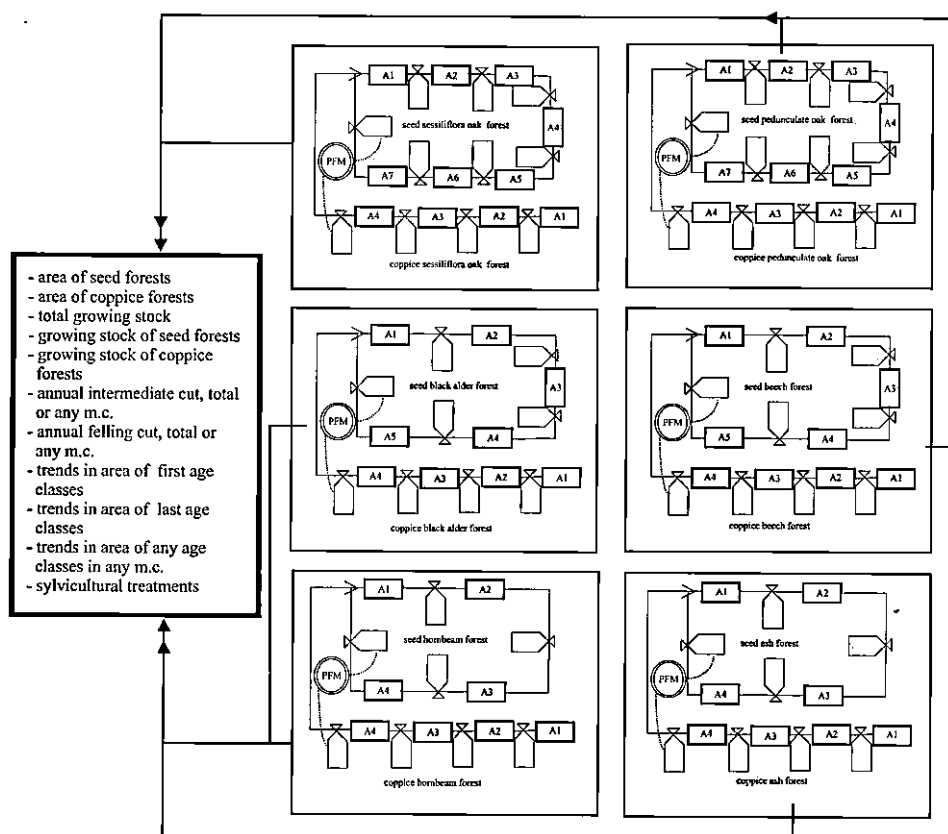 - area of seed forests
- area of coppice forests
- total growing stock
- growing stock of seed forests
- growing stock of coppice
forests
- annual intermediate cut, total
or any m.c.
- annual felling cut, total or
any m.c.
- trends in area of first age
classes
- trends in area of last age
classes
- trends in area of any age
classes in any m.c.
- sylvicultural treatments
A1 A2 A3
seed sessiliflora oak forest
A4
PFM
A7 A6 A5
A4 A3 A2 A1
coppice sessiliflora oak forest
A1 A2 A3
seed pedunculate oak forest
A4
PFM
A7 A6 A5
A4 A3 A2 A1
coppice pedunculate oak forest
A1 A2
seed black alder forest
A3
PFM
A5 A4
A4 A3 A2 A1
coppice black alder forest
A1 A2
seed beech forest
A3
PFM
A5 A4
A4 A3 A2 A1
coppice beech forest
A1 A2
seed hornbeam forest
PFM
A4 A3
A4 A3 A2 A1
coppice hornbeam forest
A1 A2
seed ash forest
PFM
A4 A3
A4 A3 A2 A1
coppice ash forest